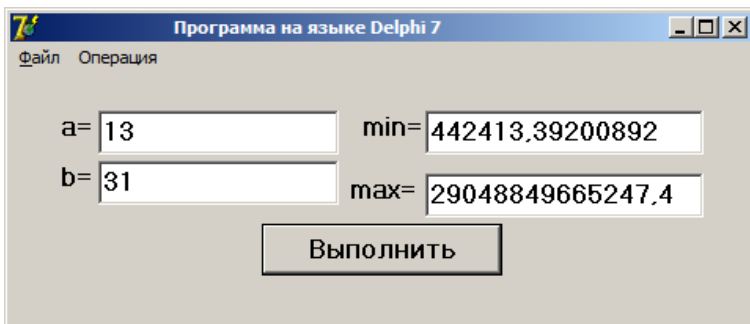 Программа на языке Delphi 7
Файл Операция
a= 13
min= 442413,39200892
b= 31
max= 29048849665247,4
Выполнить